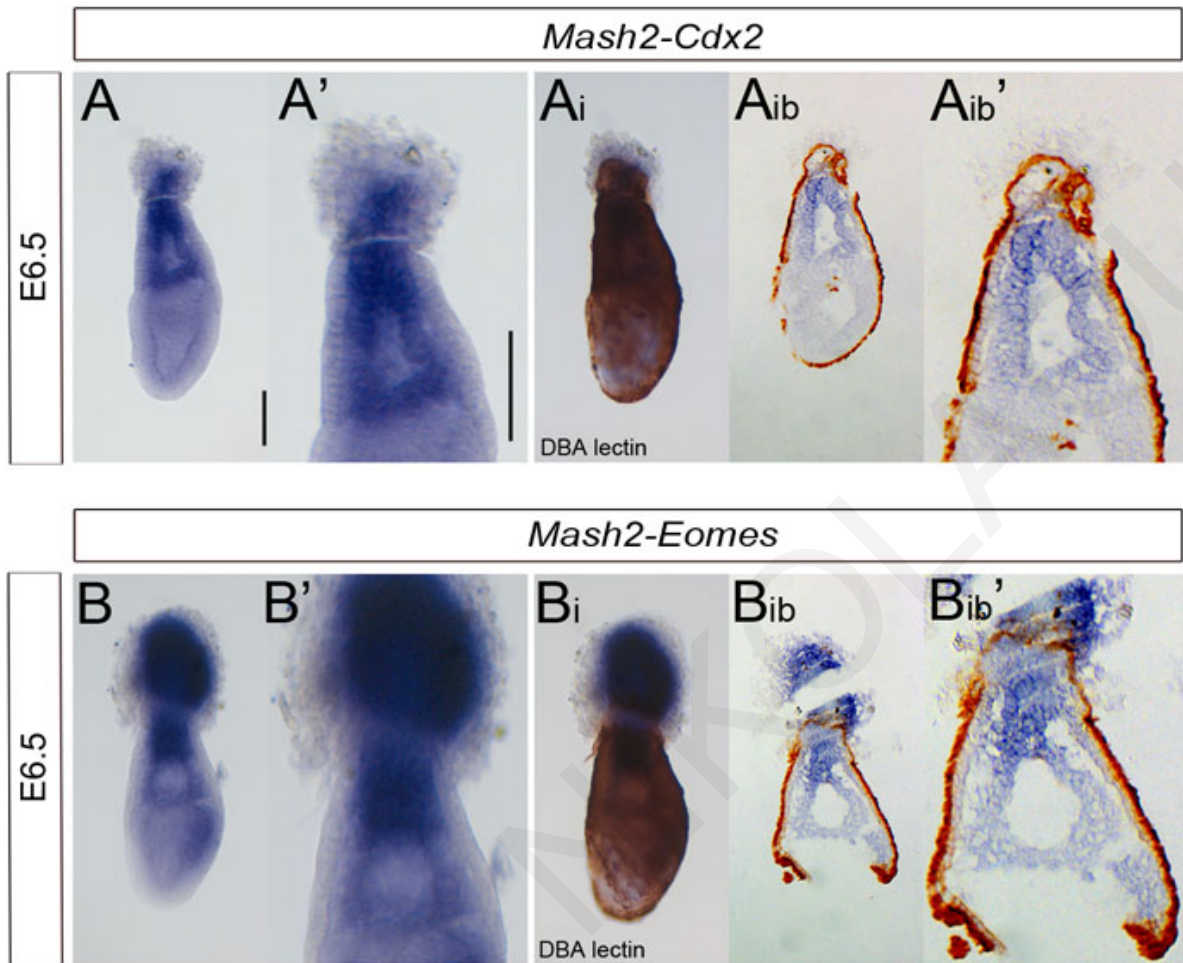 Mash2-Cdx2
E6.5
A
A'
Ai
Aib
Aib'
DBA lectin
Mash2-Eomes
E6.5
B
B'
Bi
Bib
Bib'
DBA lectin